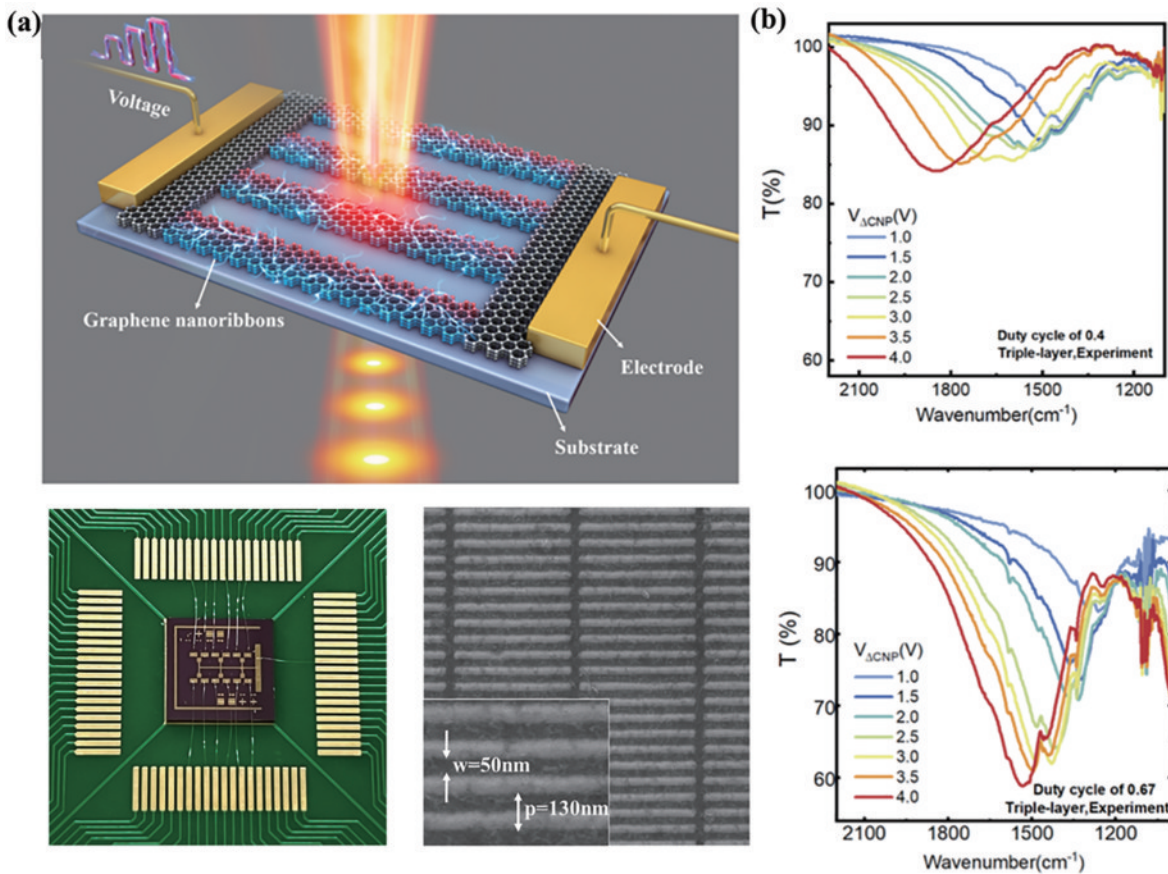 (a)
Voltage
Graphene nanoribbons
Electrode
Substrate
w=50nm
p=130nm
(b)
100
90
80
70
60
T(%)
V△CNP(V)
1.0
1.5
2.0
2.5
3.0
3.5
4.0
Duty cycle of 0.4
Triple-layer,Experiment
2100 1800 1500 1200
Wavenumber(cm⁻¹)
100
90
80
70
60
T (%)
V△CNP(V)
1.0
1.5
2.0
2.5
3.0
3.5
4.0
Duty cycle of 0.67
Triple-layer,Experiment
2100 1800 1500 1200
Wavenumber(cm⁻¹)